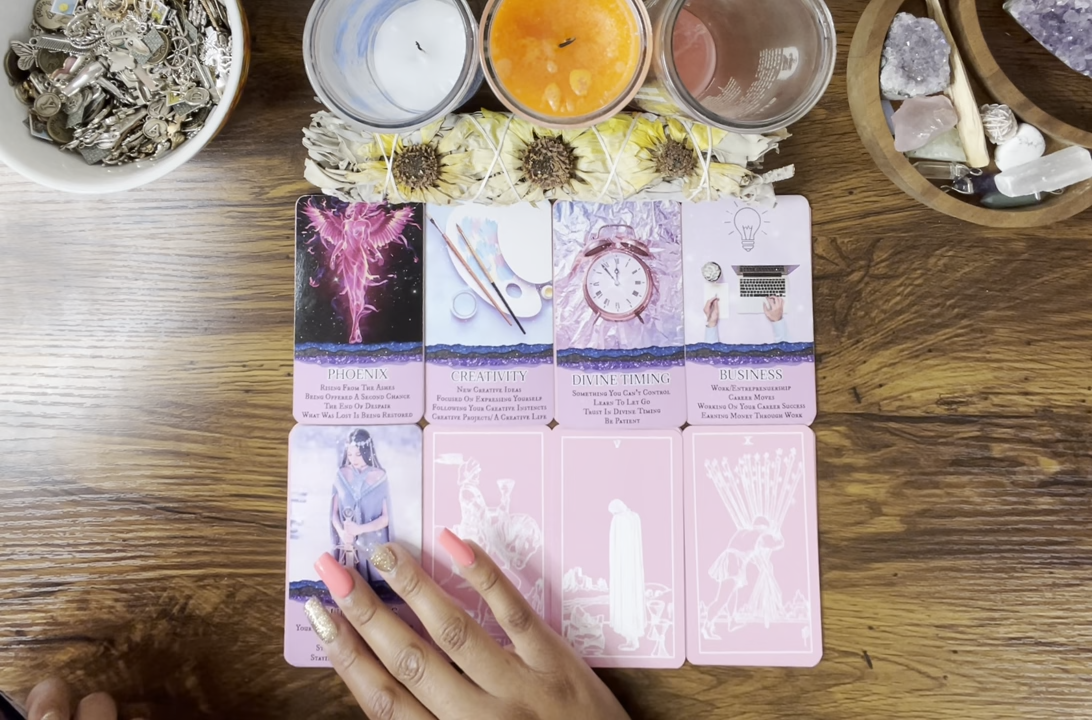 PHOENIX
RISING FROM THE ASHES
BEING OFFERED A SECOND CHANCE
THE END OF DESPAIR
WHAT WAS LOST IS BEING RESTORED
CREATIVITY
NEW CREATIVE IDEAS
FOCUSED ON EXPRESSING YOURSELF
FOLLOWING YOUR CREATIVE INSTINCTS
CREATIVE PROJECTS/A CREATIVE LIFE
DIVINE TIMING
SOMETHING YOU CAN'T CONTROL
LEARN TO LET GO
TRUST IN DIVINE TIMING
BE PATIENT
BUSINESS
WORK/ENTREPRENEURSHIP
CAREER MOVES
WORKING ON YOUR CAREER SUCCESS
EARNING MONEY THROUGH WORK
V
X